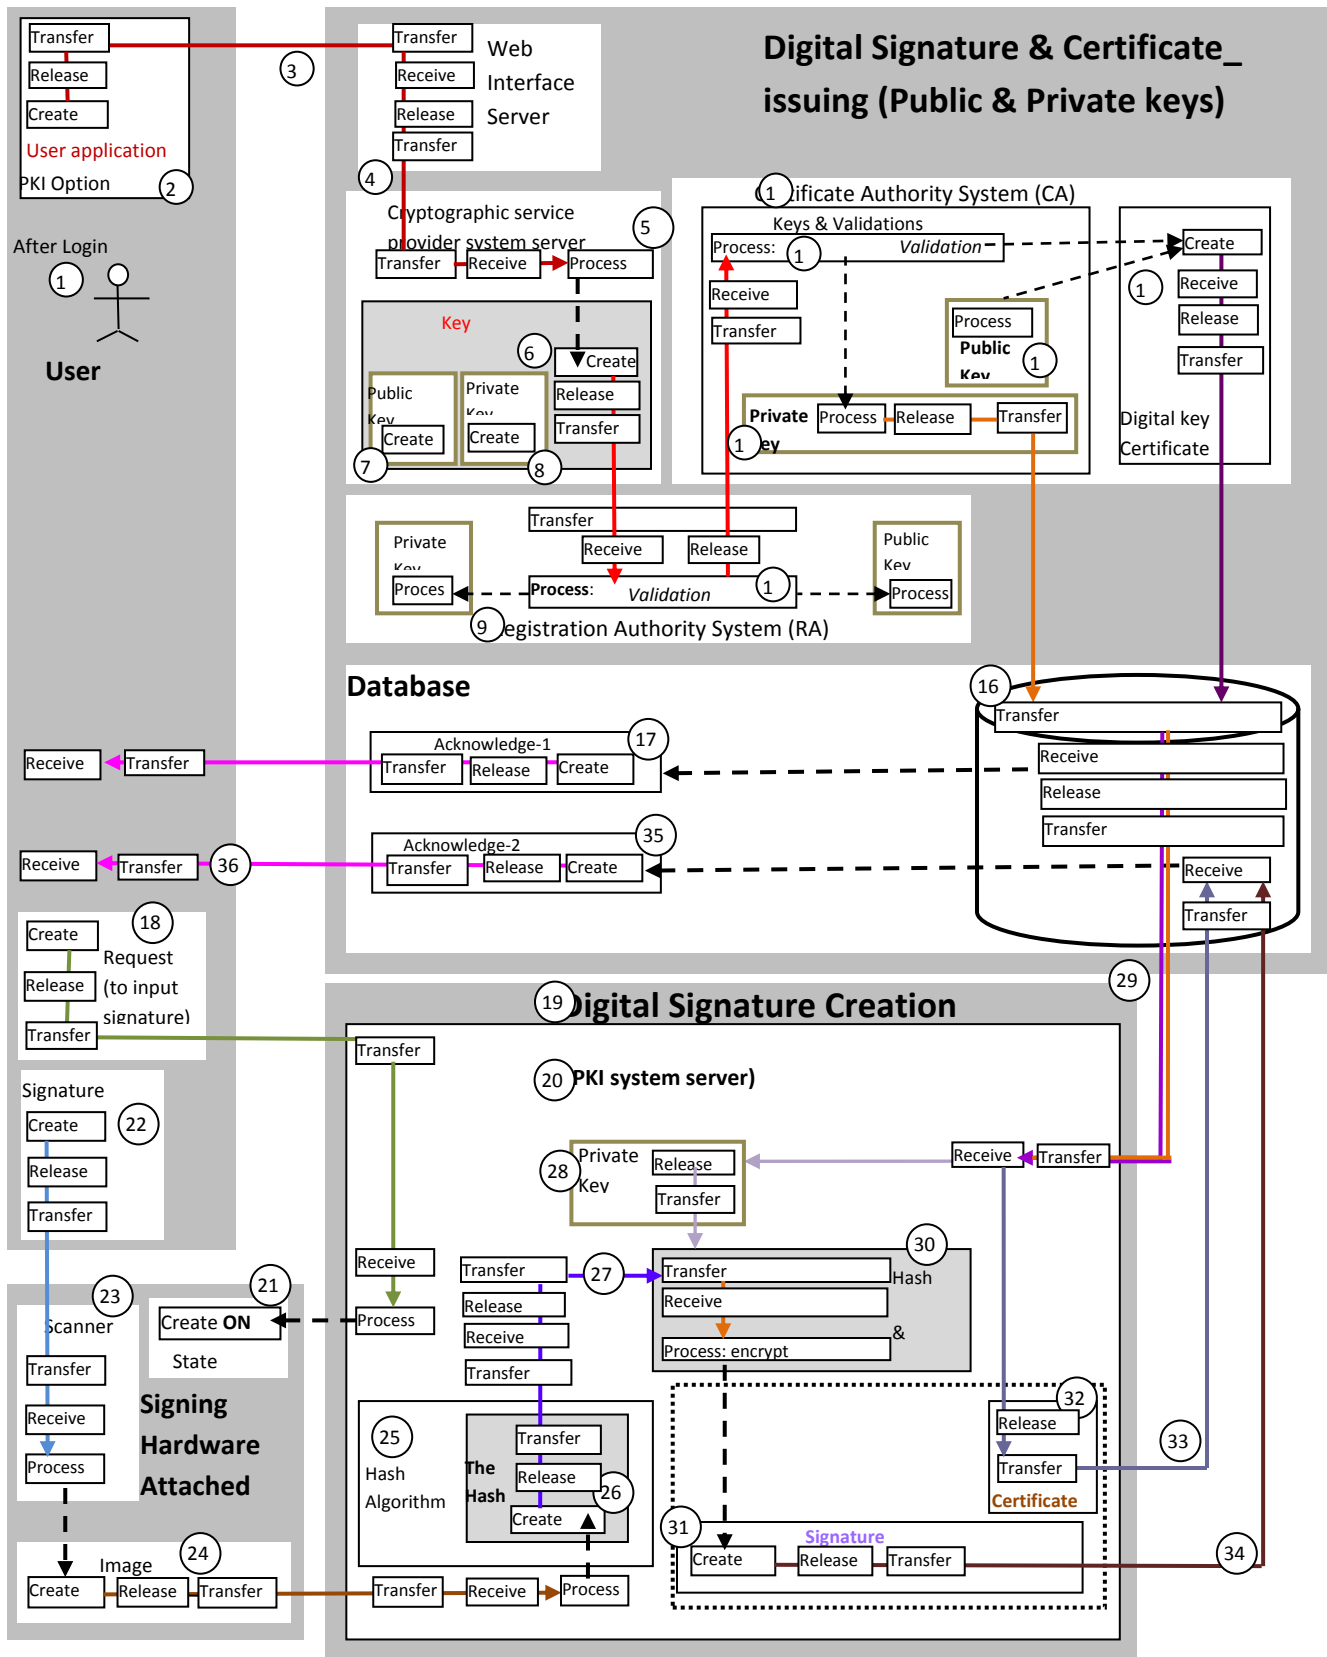 Transfer
Release
Create
User application
PKI Option
2
3
After Login
1
User
Transfer
Receive
Release
Transfer
Web
Interface
Server
4
Digital Signature & Certificate_
issuing (Public & Private keys)
Cryptographic service
provider system server
5
Transfer
Receive
Process
Key
6
Create
Release
Transfer
Public
Key
Create
7
Private
Key
Create
8
1
tificate Authority System (CA)
Keys & Validations
Process:
1
Validation
Receive
Transfer
Process
Public
Key
1
Private
ey
1
Process
Release
Transfer
1
Create
Receive
Release
Transfer
Digital key
Certificate
Transfer
Receive
Release
Process:
Validation
1
Private
Key
Proces
Public
Key
Process
9
egistration Authority System (RA)
Database
16
Transfer
Receive
Release
Transfer
Receive
Transfer
Acknowledge-1
17
Transfer
Release
Create
Receive
Transfer
Acknowledge-2
35
Transfer
Release
Create
Receive
Transfer
36
18
Create
Release
Transfer
Request
(to input
signature)
Signature
Create
22
Release
Transfer
29
19
igital Signature Creation
Transfer
20
PKI system server)
28
Private
Key
Release
Transfer
Receive
Transfer
Receive
Process
Transfer
Release
Receive
Transfer
27
30
Transfer
Hash
Receive
&
Process: encrypt
23
Scanner
Transfer
Receive
Process
21
Create ON
State
Signing
Hardware
Attached
25
Hash
Algorithm
The
Hash
Transfer
Release
26
Create
32
Release
Transfer
Certificate
33
31
Signature
Create
Release
Transfer
34
24
Image
Create
Release
Transfer
Transfer
Receive
Process